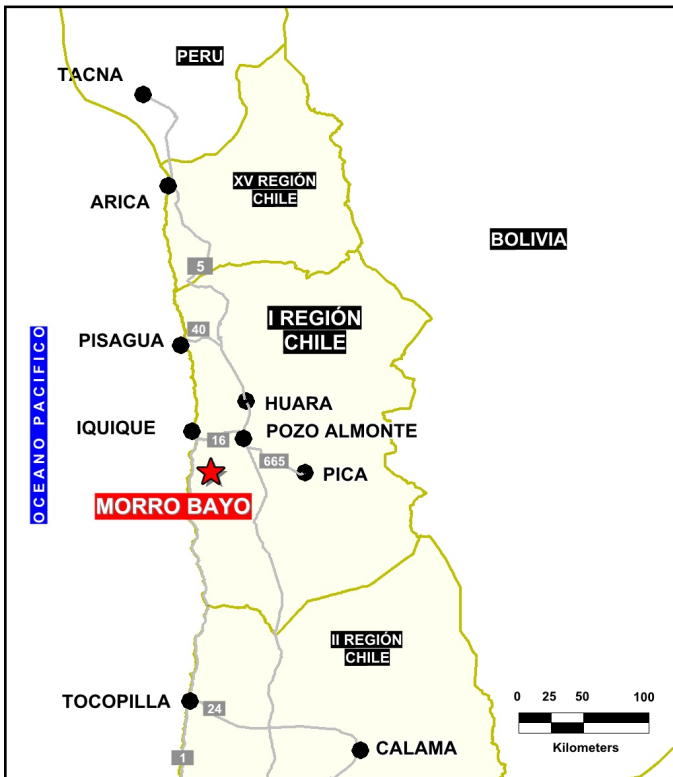 PERU
TACNA
XV REGIÓN
CHILE
ARICA
BOLIVIA
5
I REGIÓN
CHILE
40
PISAGUA
OCEANO PACIFICO
HUARA
IQUIQUE
16
POZO ALMONTE
665
PICA
MORRO BAYO
II REGIÓN
CHILE
TOCOPILLA
24
0 25 50 100
Kilometers
CALAMA
1